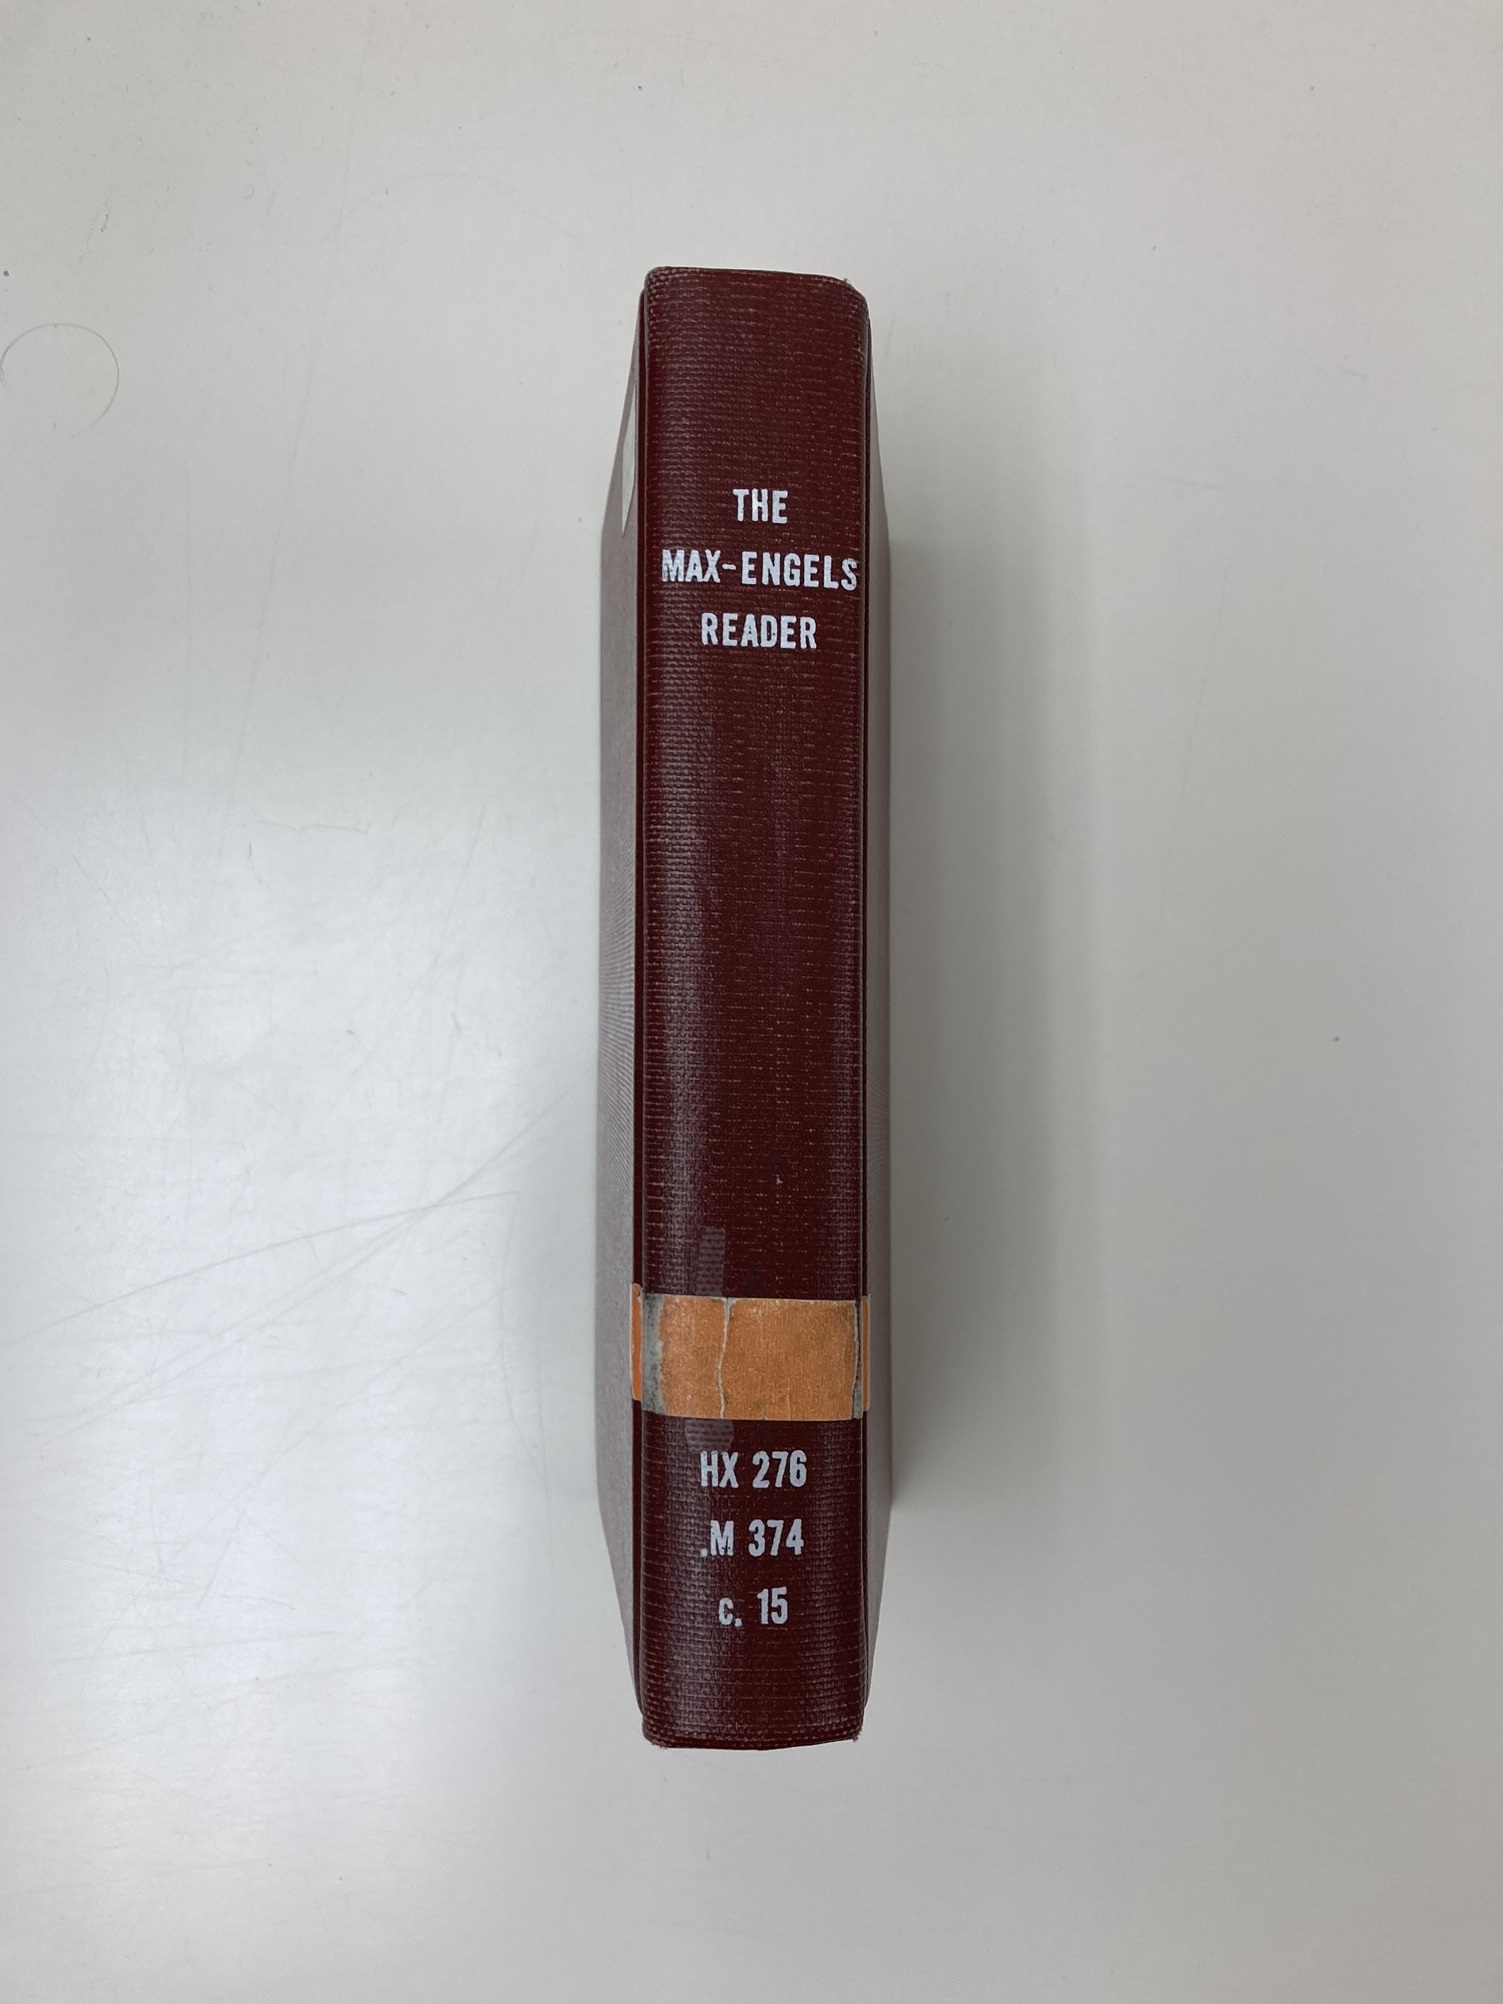 THE
MAX-ENGELS
READER
HX 276
.M 374
c. 15